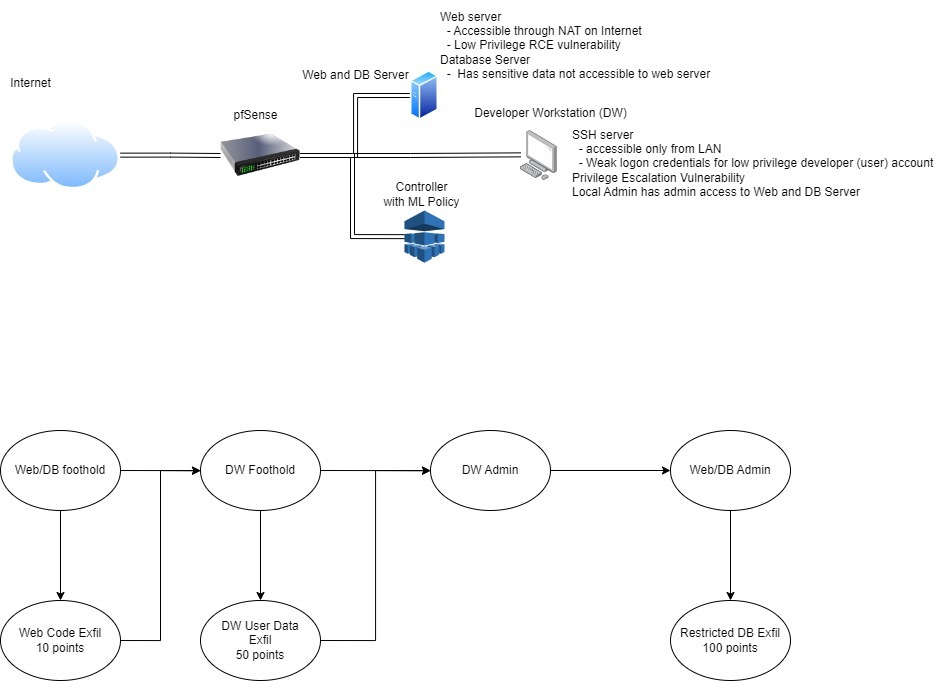 Web server
- Accessible through NAT on Internet
- Low Privilege RCE vulnerability
Database Server
- Has sensitive data not accessible to web server
Web and DB Server
Internet
pfSense
Developer Workstation (DW)
SSH server
- accessible only from LAN
- Weak logon credentials for low privilege developer (user) account
Privilege Escalation Vulnerability
Local Admin has admin access to Web and DB Server
Controller
with ML Policy
Web/DB foothold
DW Foothold
DW Admin
Web/DB Admin
Web Code Exfil
10 points
DW User Data
Exfil
50 points
Restricted DB Exfil
100 points